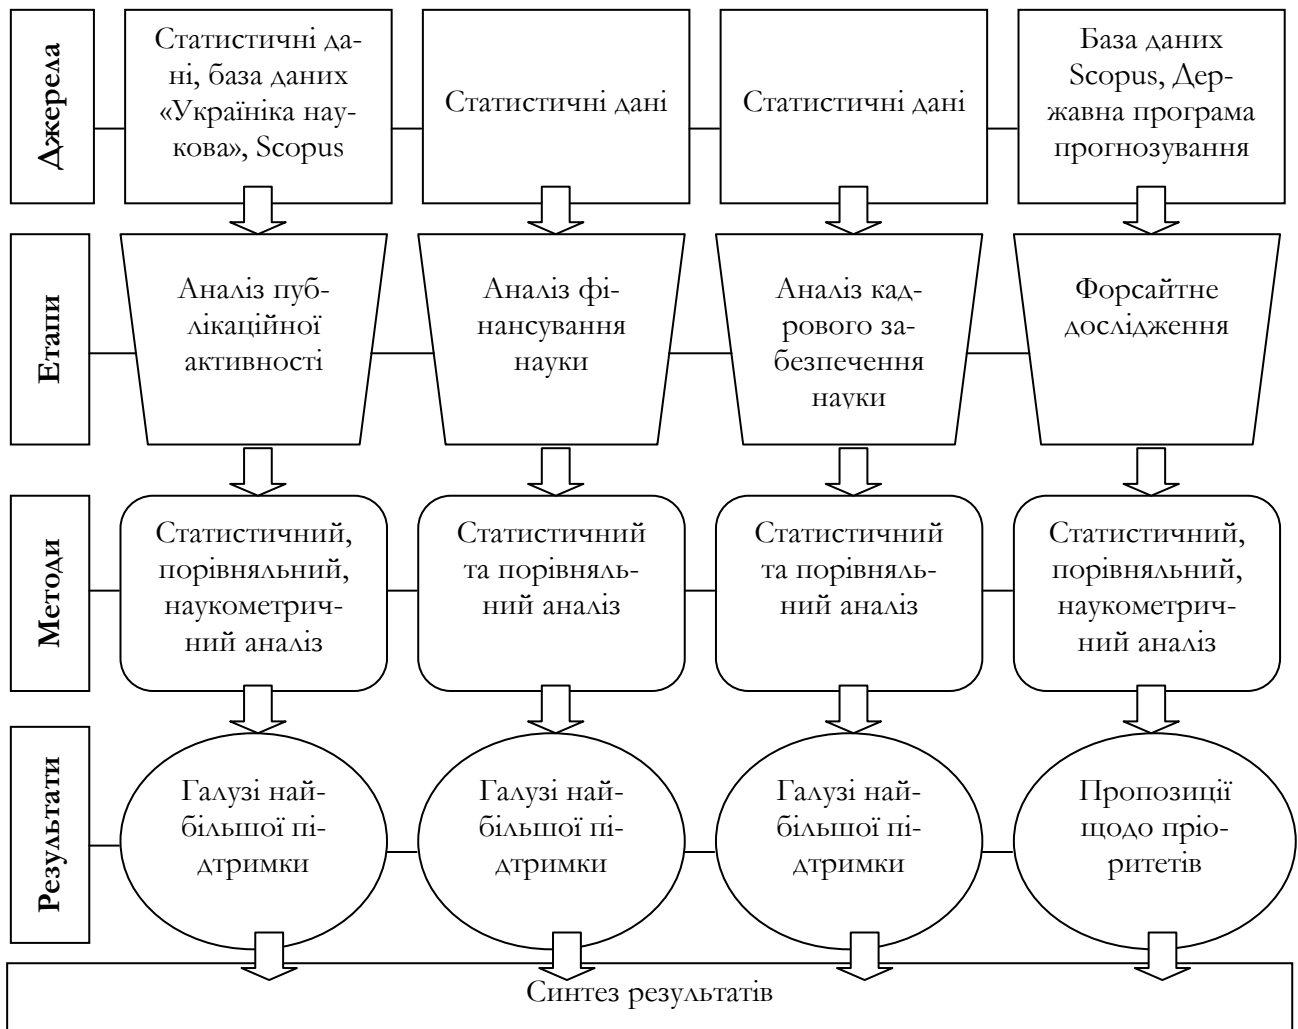 Джерела
Статистичні да-
ні, база даних
«Україніка нау-
кова», Scopus
Статистичні дані
Статистичні дані
База даних
Scopus, Дер-
жавна програма
прогнозування
Етапи
Аналіз пуб-
лікаційної
активності
Аналіз фі-
нансування
науки
Аналіз кад-
рового за-
безпечення
науки
Форсайтне
дослідження
Методи
Статистичний,
порівняльний,
наукометрич-
ний аналіз
Статистичний
та порівняль-
ний аналіз
Статистичний
та порівняль-
ний аналіз
Статистичний,
порівняльний,
наукометрич-
ний аналіз
Результати
Галузі най-
більшої пі-
дтримки
Галузі най-
більшої пі-
дтримки
Галузі най-
більшої пі-
дтримки
Пропозиції
щодо пріо-
ритетів
Синтез результатів